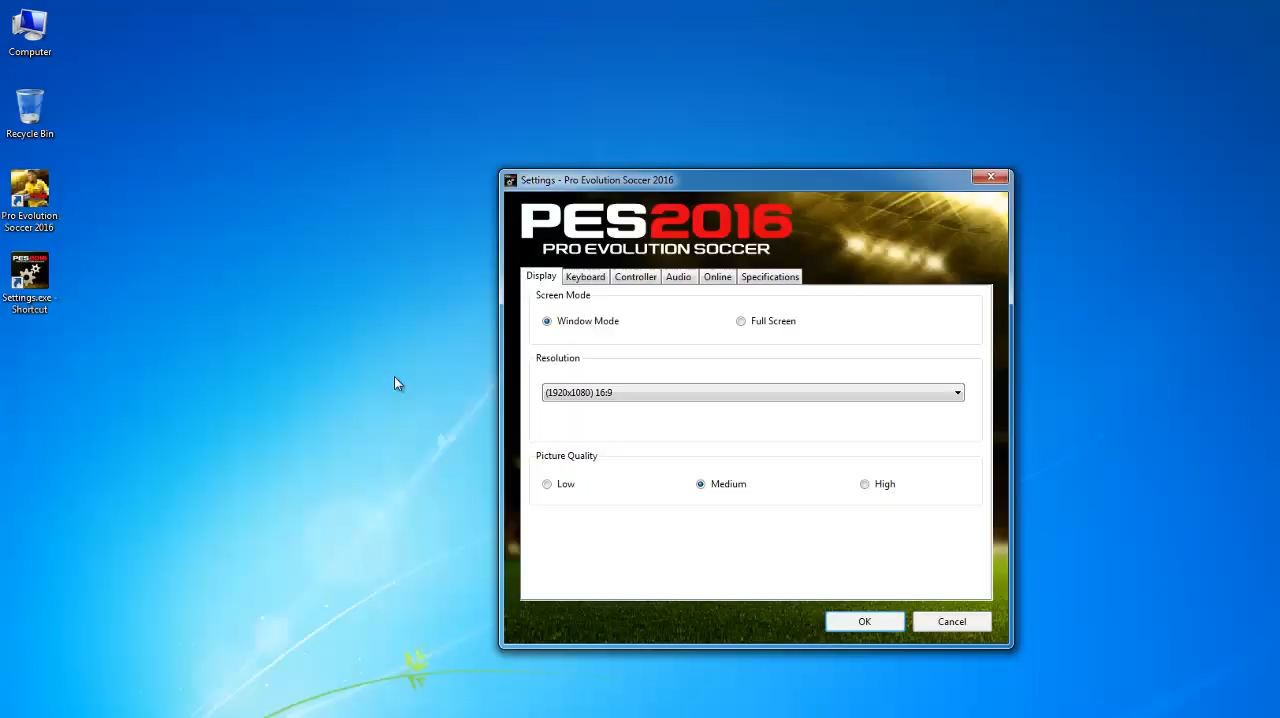 Computer
Recycle Bin
Pro Evolution
Soccer 2016
PES2016
Settings.exe -
Shortcut
Settings - Pro Evolution Soccer 2016
PES2016
PRO EVOLUTION SOCCER
Display Keyboard Controller Audio Online Specifications
Screen Mode
Window Mode Full Screen
Resolution
(1920x1080) 16:9
Picture Quality
Low Medium High
OK Cancel